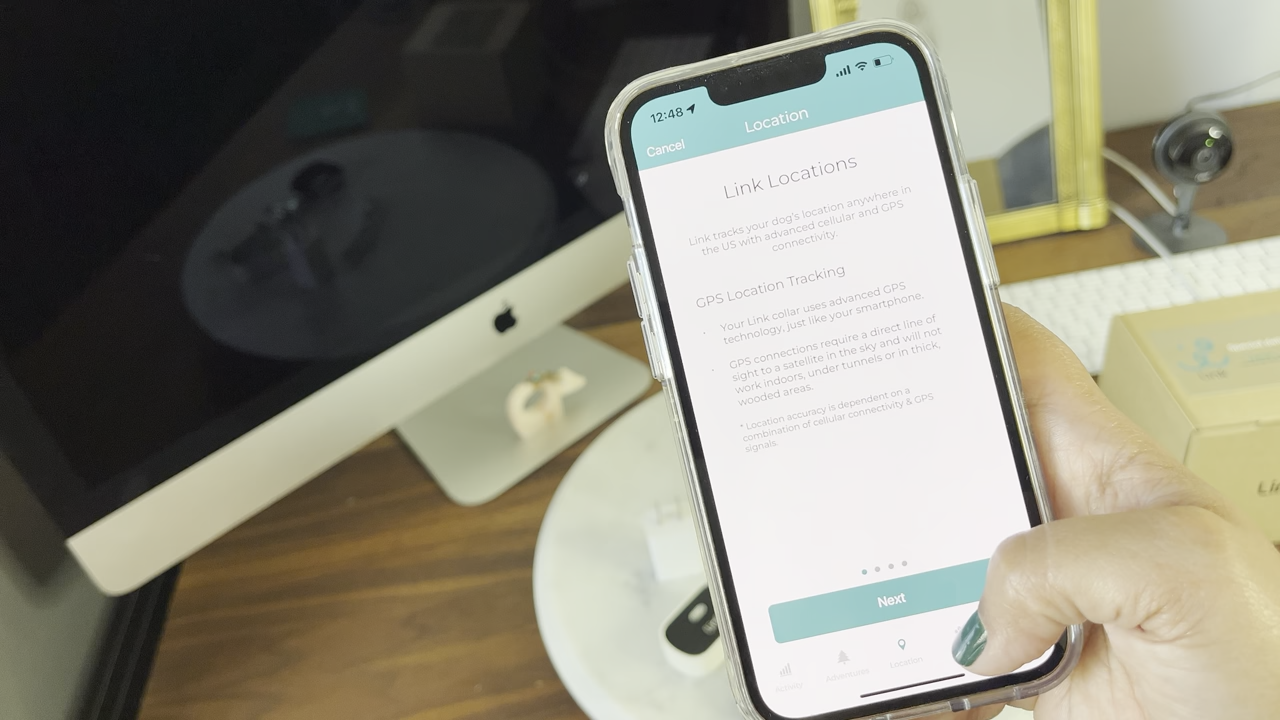 12:48
Cancel
Location
Link Locations
Link tracks your dog's location anywhere in
the US with advanced cellular and GPS
connectivity.
GPS Location Tracking
· Your Link collar uses advanced GPS
technology, just like your smartphone.
· GPS connections require a direct line of
sight to a satellite in the sky and will not
work indoors, under tunnels or in thick,
wooded areas.
* Location accuracy is dependent on a
combination of cellular connectivity & GPS
signals.
Next
Activity
Adventures
Location